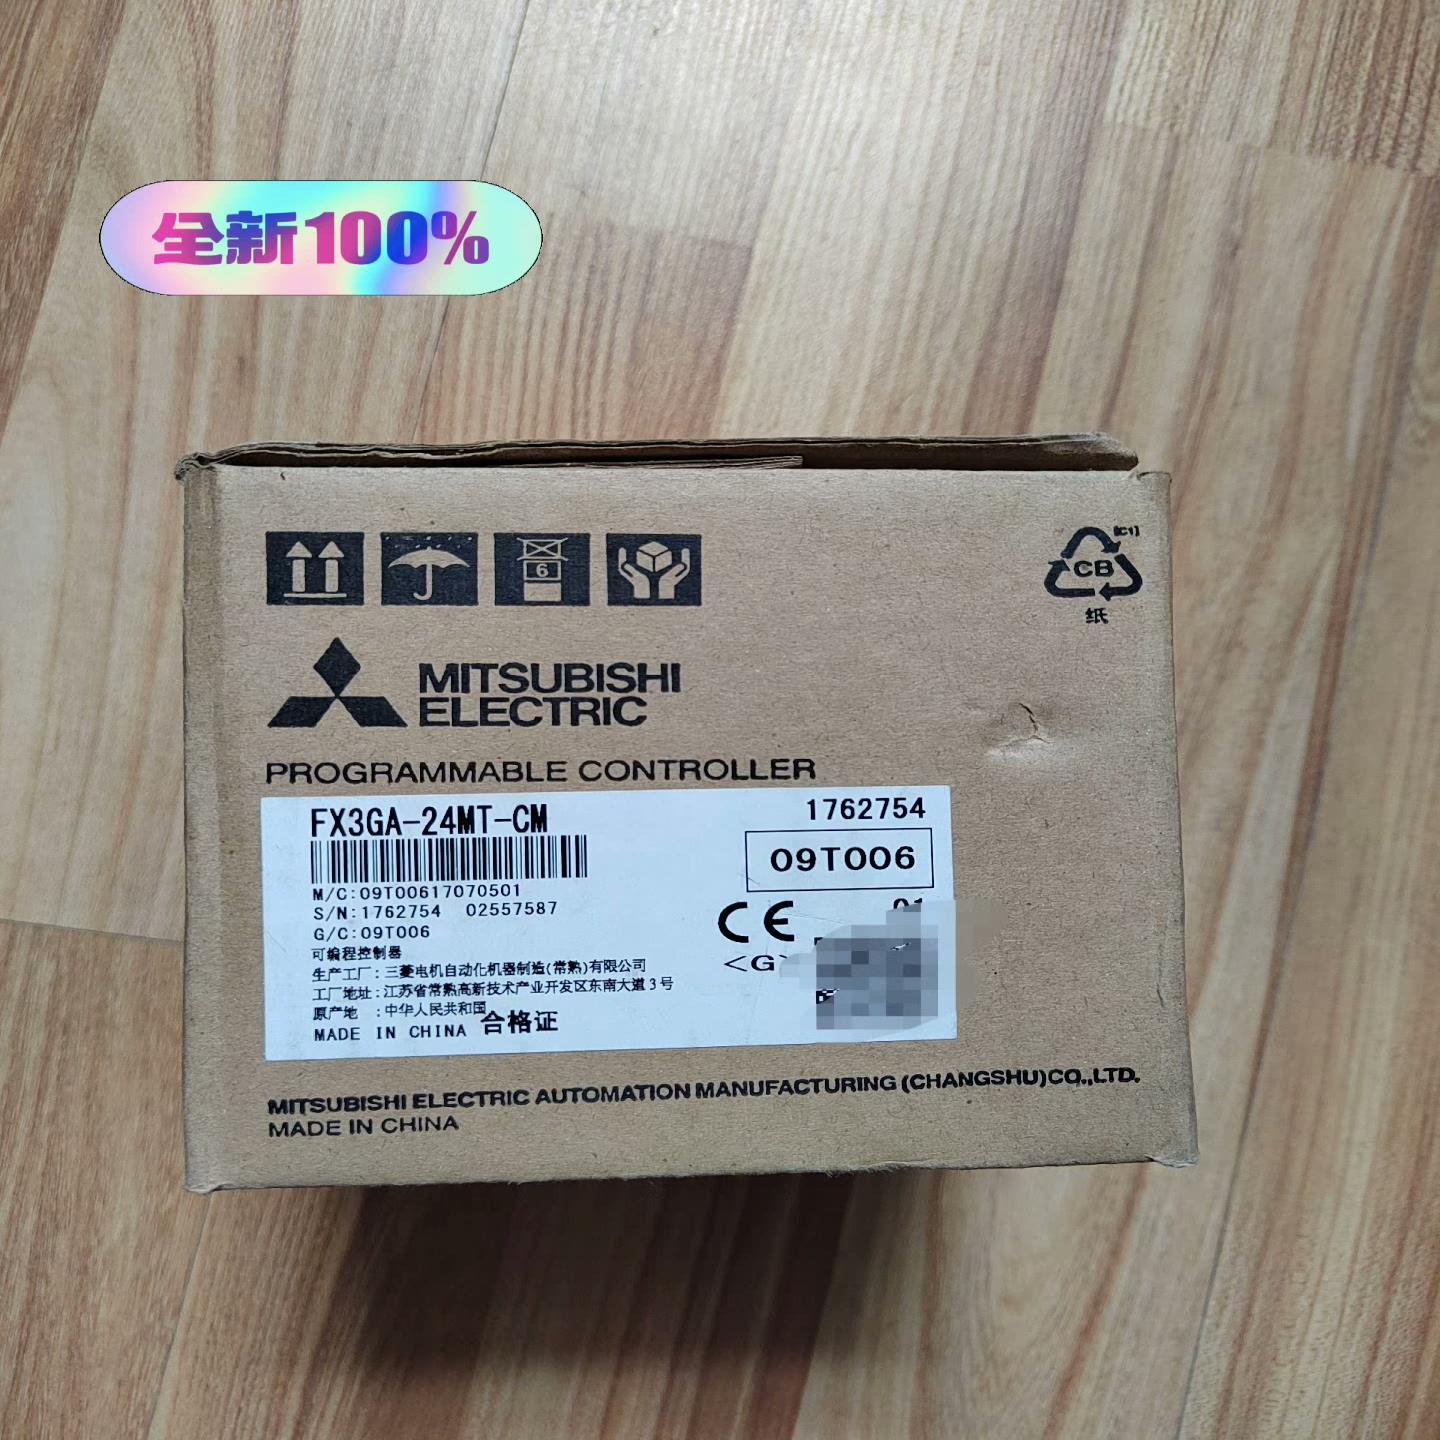 全新100%
[C1]
6
CB
纸
MITSUBISHI
ELECTRIC
PROGRAMMABLE CONTROLLER
FX3GA-24MT-CM
1762754
09T006
M/C:09T00617070501
S/N:1762754 02557587
G/C:09T006
01
CE
<G>
可编程控制器
生产工厂:三菱电机自动化机器制造(常熟)有限公司
工厂地址:江苏省常熟高新技术产业开发区东南大道3号
原产地 :中华人民共和国
MADE IN CHINA 合格证
MITSUBISHI ELECTRIC AUTOMATION MANUFACTURING (CHANGSHU)CO.,LTD.
MADE IN CHINA